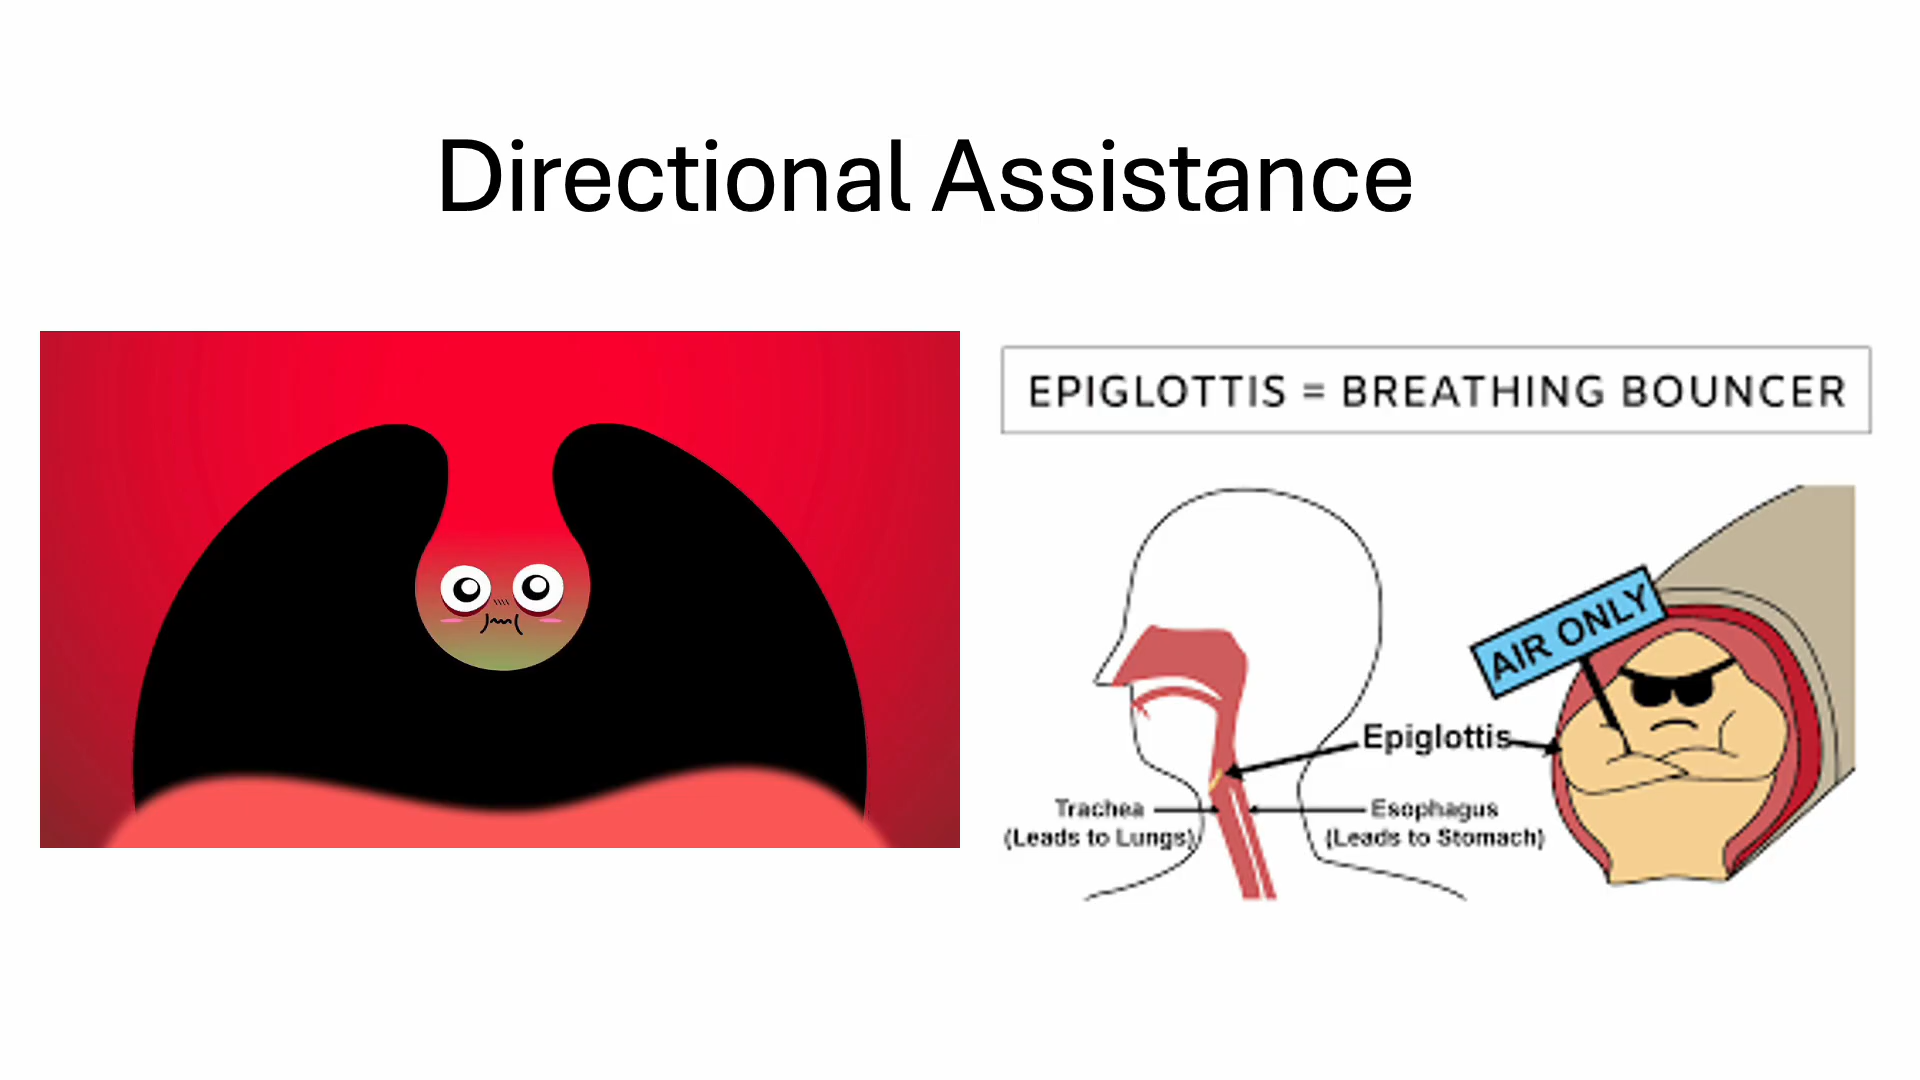 Directional Assistance
EPIGLOTTIS = BREATHING BOUNCER
AIR ONLY
Epiglottis
Trachea
(Leads to Lungs)
Esophagus
(Leads to Stomach)